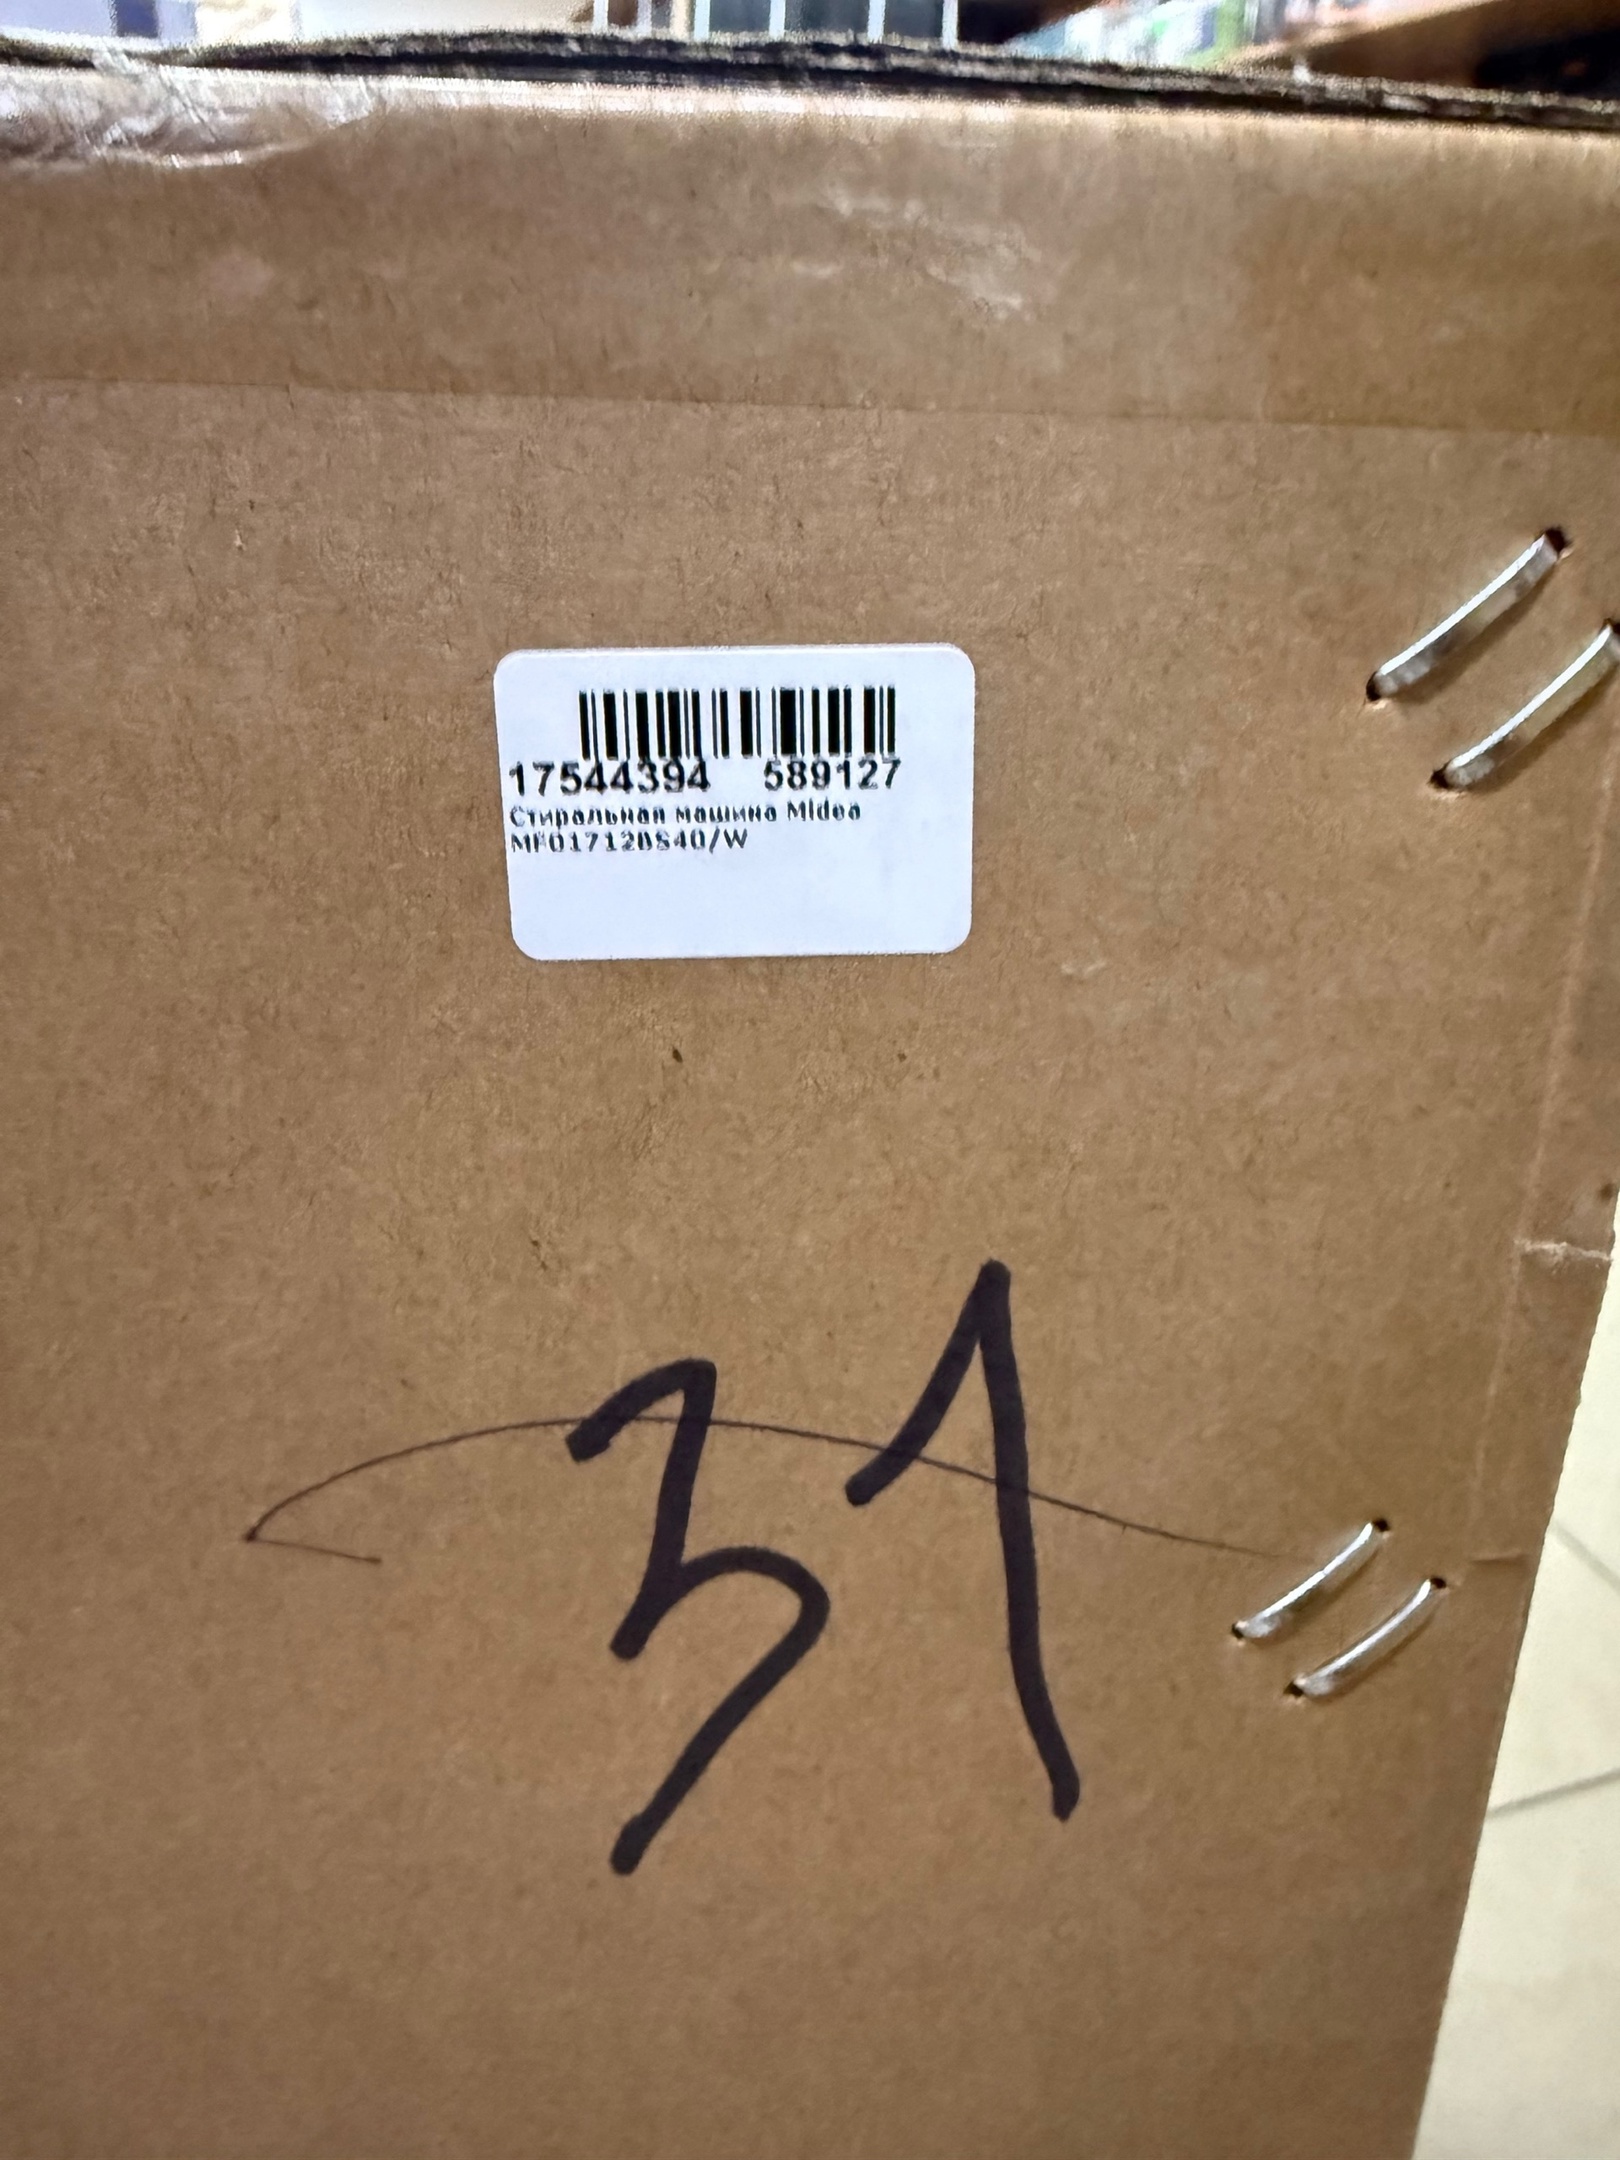 17544394 589127
Стиральная машина Midea
MF01712BS40/W
31